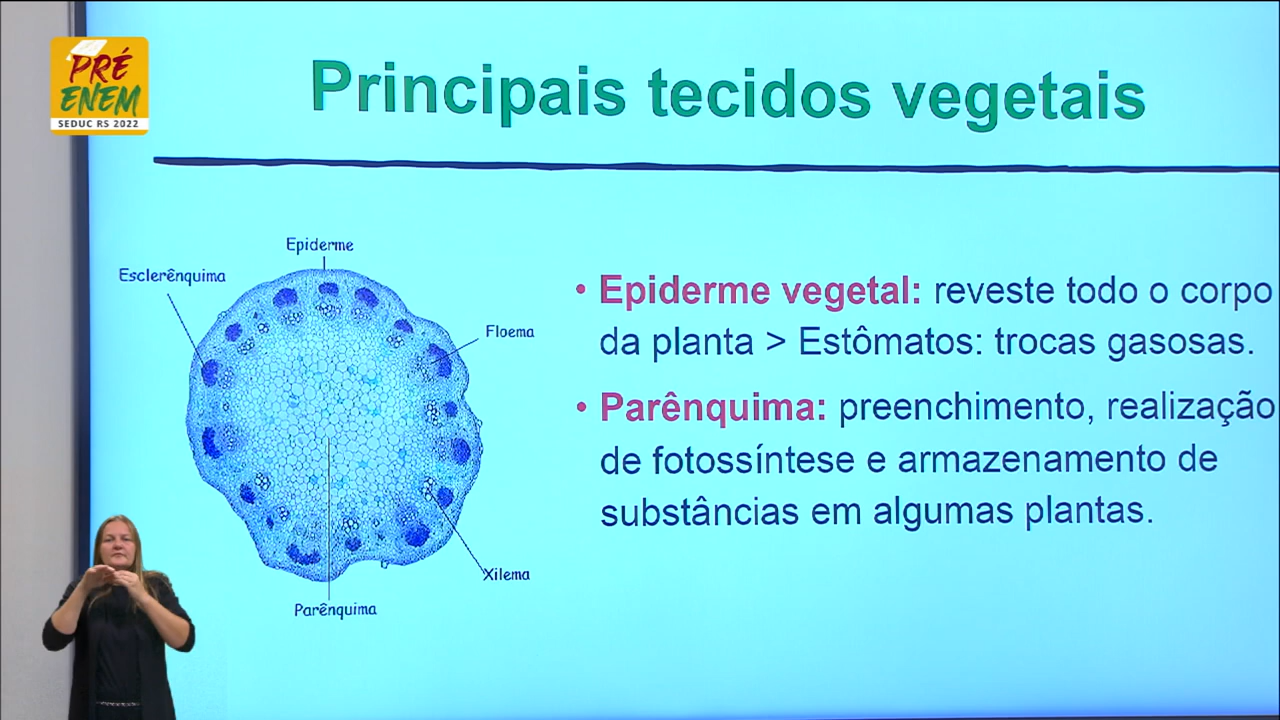 PRÉ
ENEM
SEDUC RS 2022
Principais tecidos vegetais
Epiderme
Esclerênquima
Floema
Xilema
Parênquima
• Epiderme vegetal: reveste todo o corpo
da planta > Estômatos: trocas gasosas.
• Parênquima: preenchimento, realização
de fotossíntese e armazenamento de
substâncias em algumas plantas.